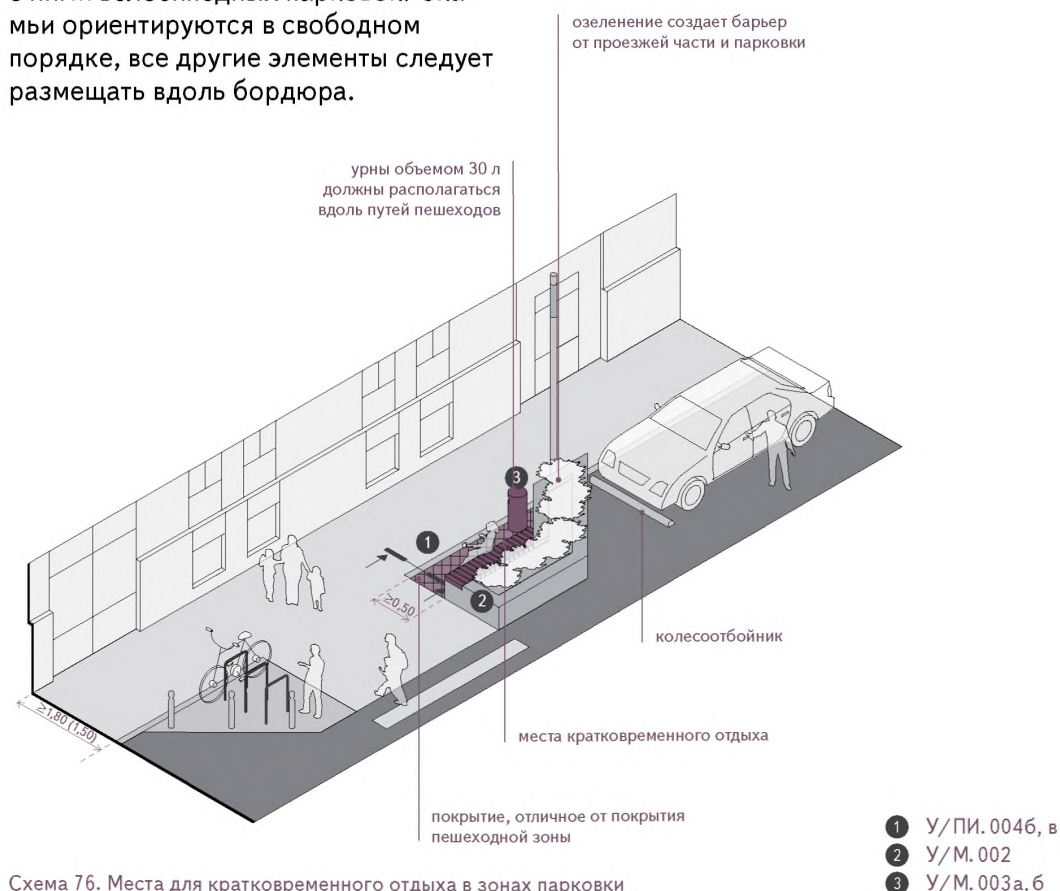 мьи ориентируются в свободном
порядке, все другие элементы следует
размещать вдоль бордюра.
озеленение создает барьер
от проезжей части и парковки
урны объемом 30 л
должны располагаться
вдоль путей пешеходов
3
1
2
≥0,50
≥1,80 (1,50)
колесоотбойник
места кратковременного отдыха
покрытие, отличное от покрытия
пешеходной зоны
1 У/ПИ. 004б, в
2 У/М. 002
3 У/М. 003а, б
Схема 76. Места для кратковременного отдыха в зонах парковки